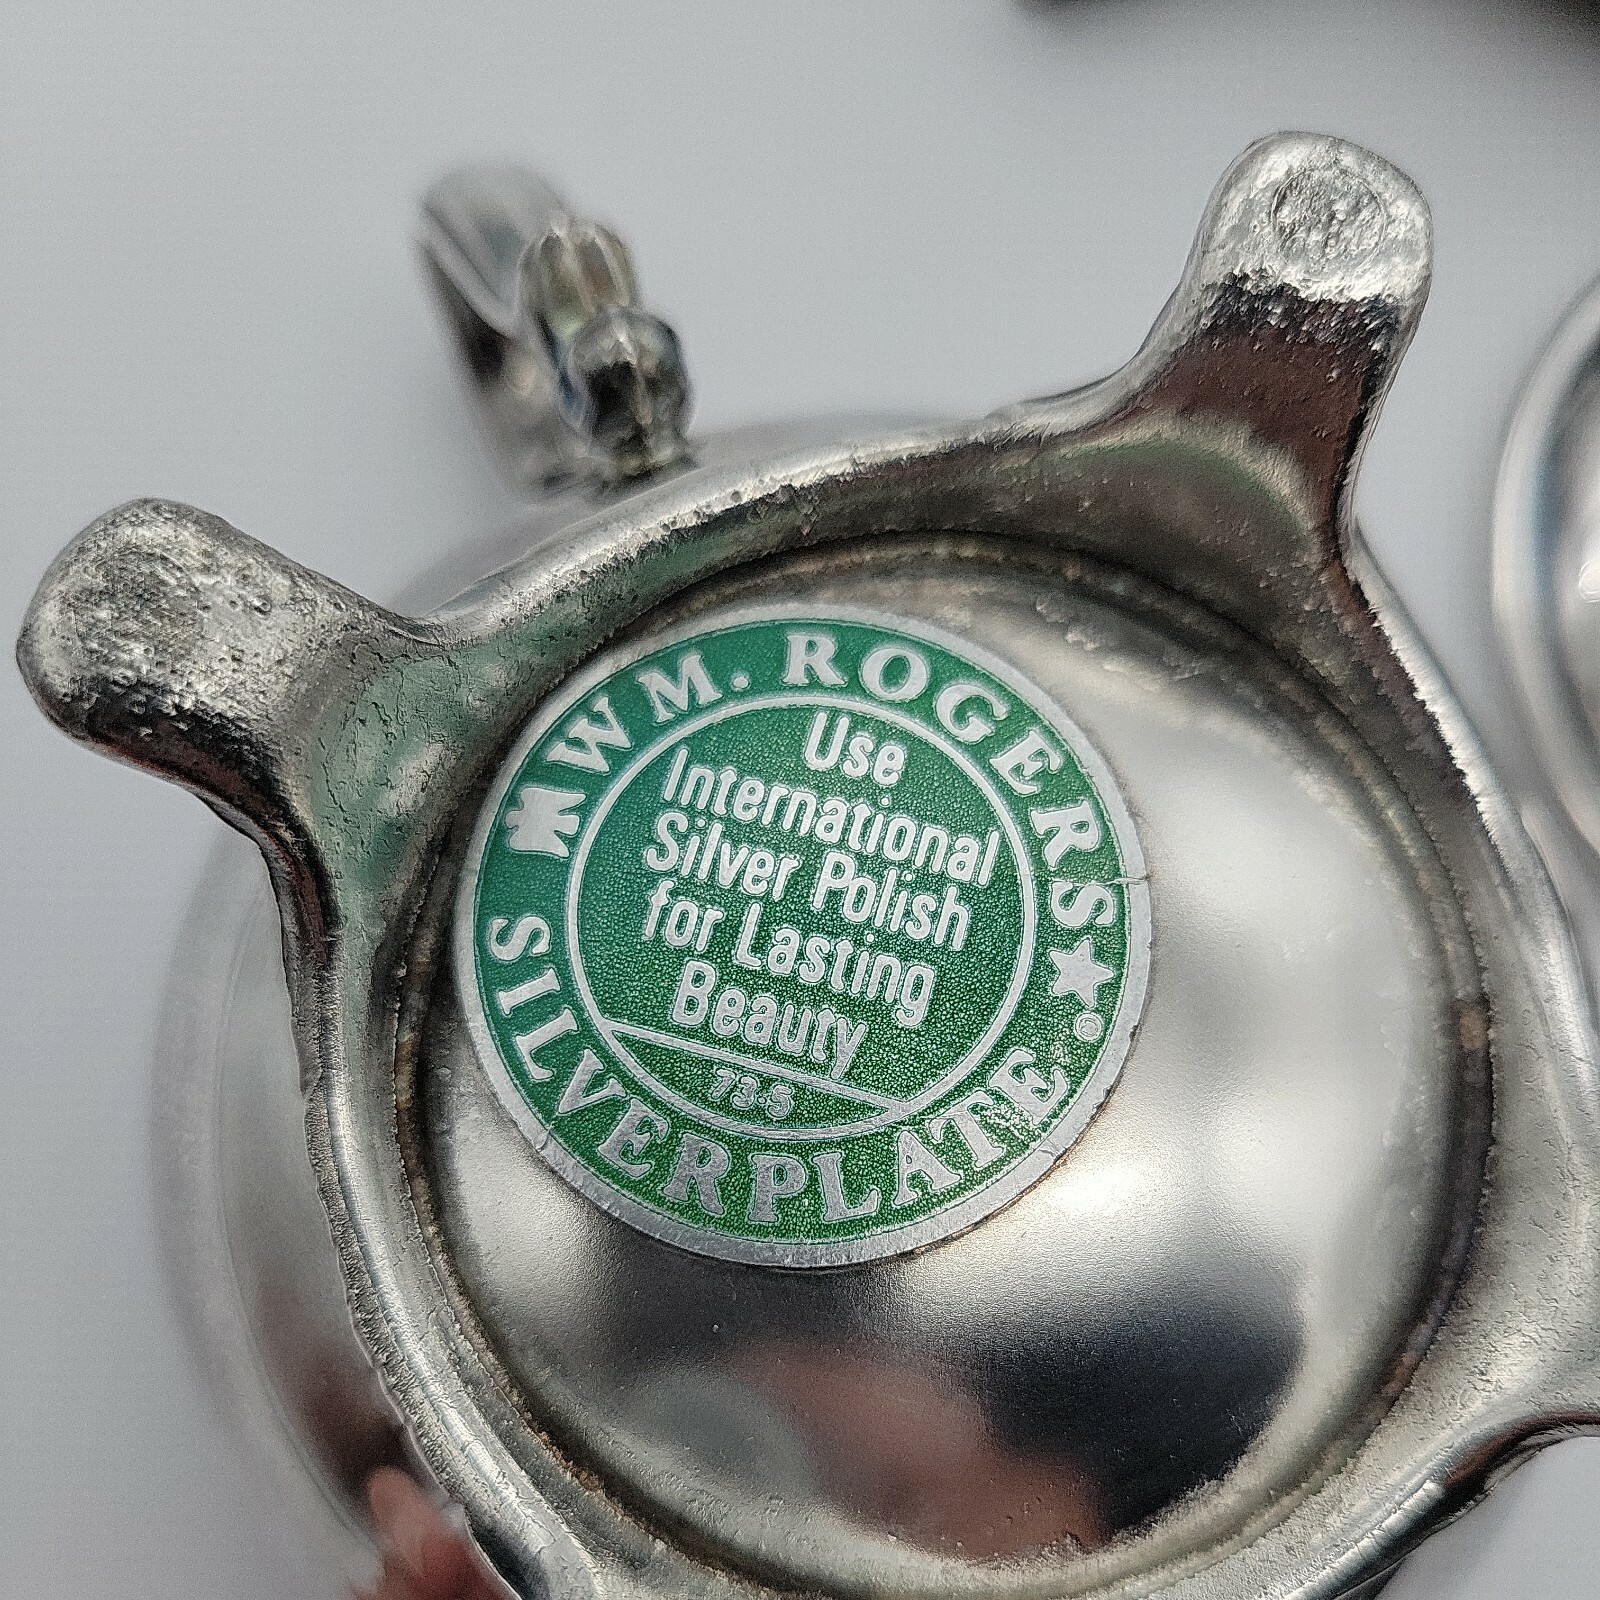 WM. ROGERS
Use
International
Silver Polish
for Lasting
Beauty
73-5
SILVERPLATE